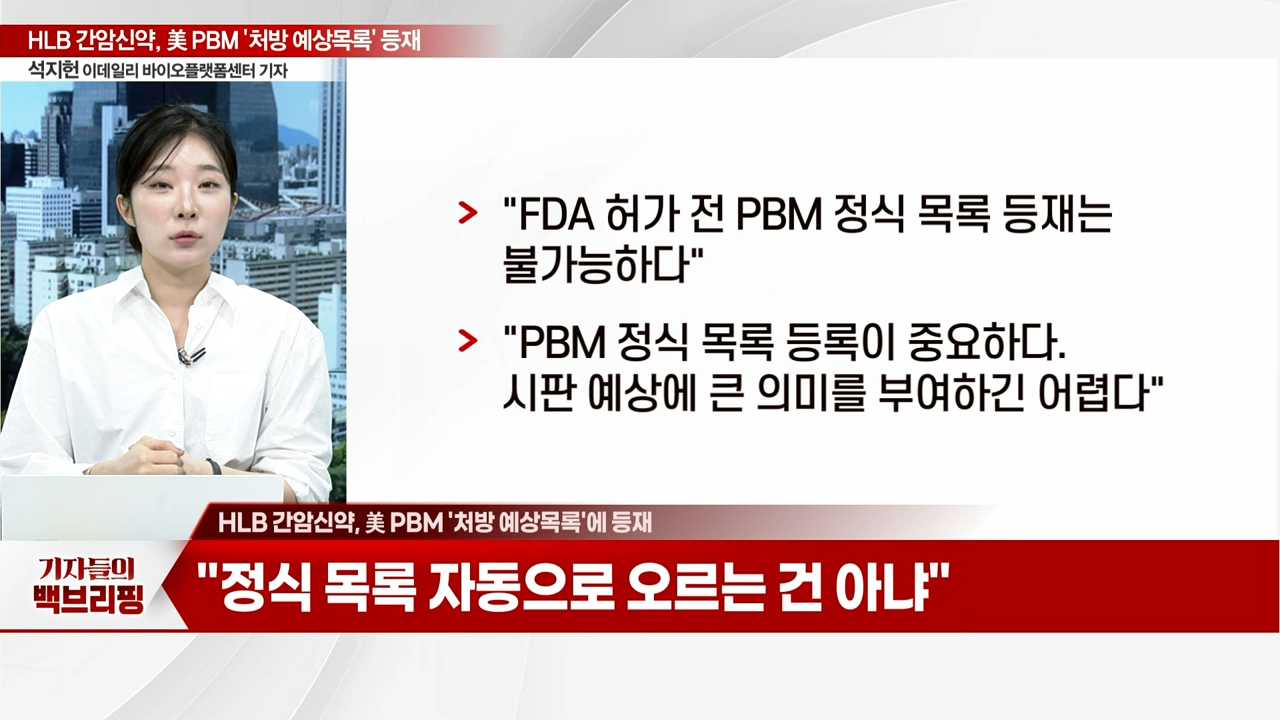 HLB 간암신약, 美 PBM '처방 예상목록' 등재
석지헌 이데일리 바이오플랫폼센터 기자
> "FDA 허가 전 PBM 정식 목록 등재는
불가능하다"
> "PBM 정식 목록 등록이 중요하다.
시판 예상에 큰 의미를 부여하긴 어렵다"
HLB 간암신약, 美 PBM '처방 예상목록'에 등재
기자들의
백브리핑
"정식 목록 자동으로 오르는 건 아냐"